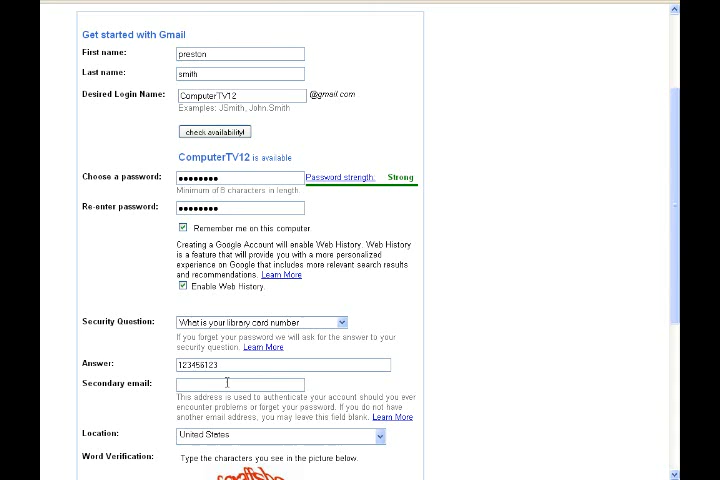 Get started with Gmail
First name: preston
Last name: smith
Desired Login Name: ComputerTV12 @gmail.com
Examples: JSmith, John.Smith
check availability!
ComputerTV12 is available
Choose a password: •••••••• Password strength: Strong
Minimum of 8 characters in length.
Re-enter password: ••••••••
Remember me on this computer.
Creating a Google Account will enable Web History. Web History
is a feature that will provide you with a more personalized
experience on Google that includes more relevant search results
and recommendations. Learn More
Enable Web History.
Security Question: What is your library card number
If you forget your password we will ask for the answer to your
security question. Learn More
Answer: 123456123
Secondary email:
This address is used to authenticate your account should you ever
encounter problems or forget your password. If you do not have
another email address, you may leave this field blank. Learn More
Location: United States
Word Verification: Type the characters you see in the picture below.